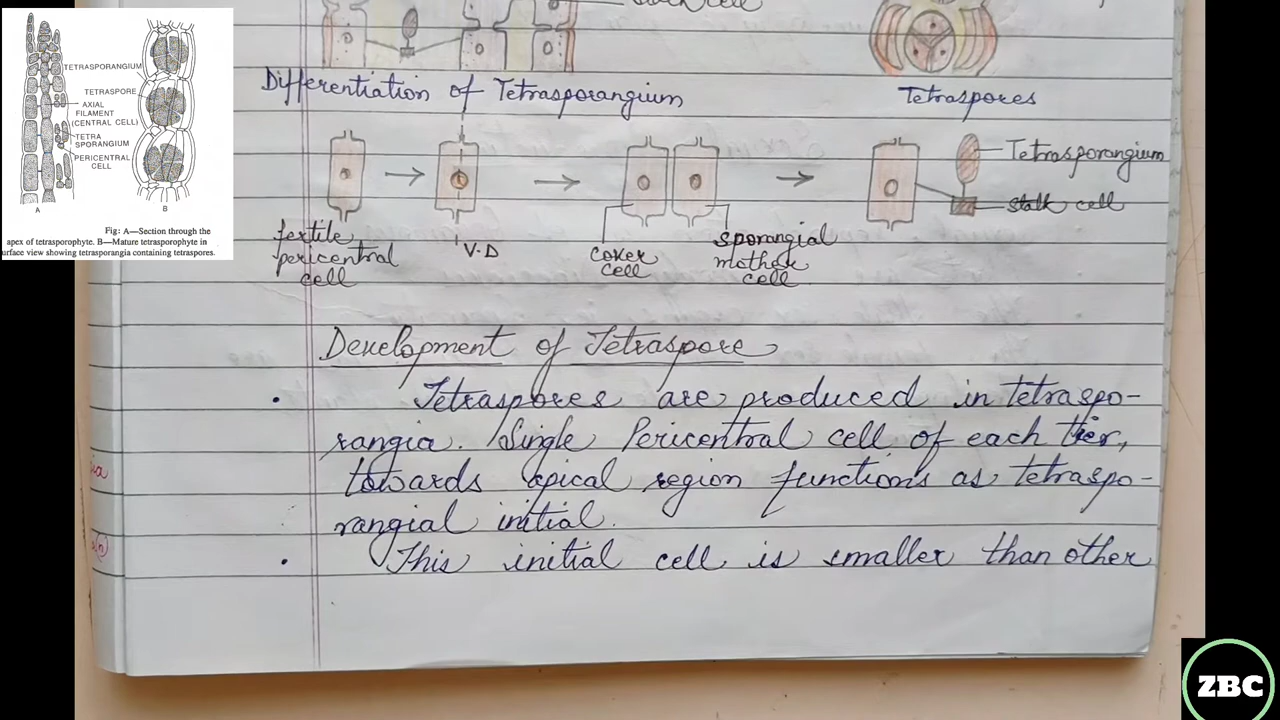 stalk cell
Differentiation of Tetrasporangium
Tetraspores
TETRASPORANGIUM
TETRASPORE
AXIAL
FILAMENT
(CENTRAL CELL)
TETRA
SPORANGIUM
PERICENTRAL
CELL
A
B
Fig: A—Section through the
apex of tetrasporophyte. B—Mature tetrasporophyte in
urface view showing tetrasporangia containing tetraspores.
fertile
pericentral
cell
V.D
cover
cell
sporangial
mother
cell
Tetrasporangium
stalk cell
Development of Tetraspore
• Tetraspores are produced in tetraspo-
rangia. Single Pericentral cell of each tier,
towards apical region functions as tetraspo-
rangial initial.
• This initial cell is smaller than other
ZBC